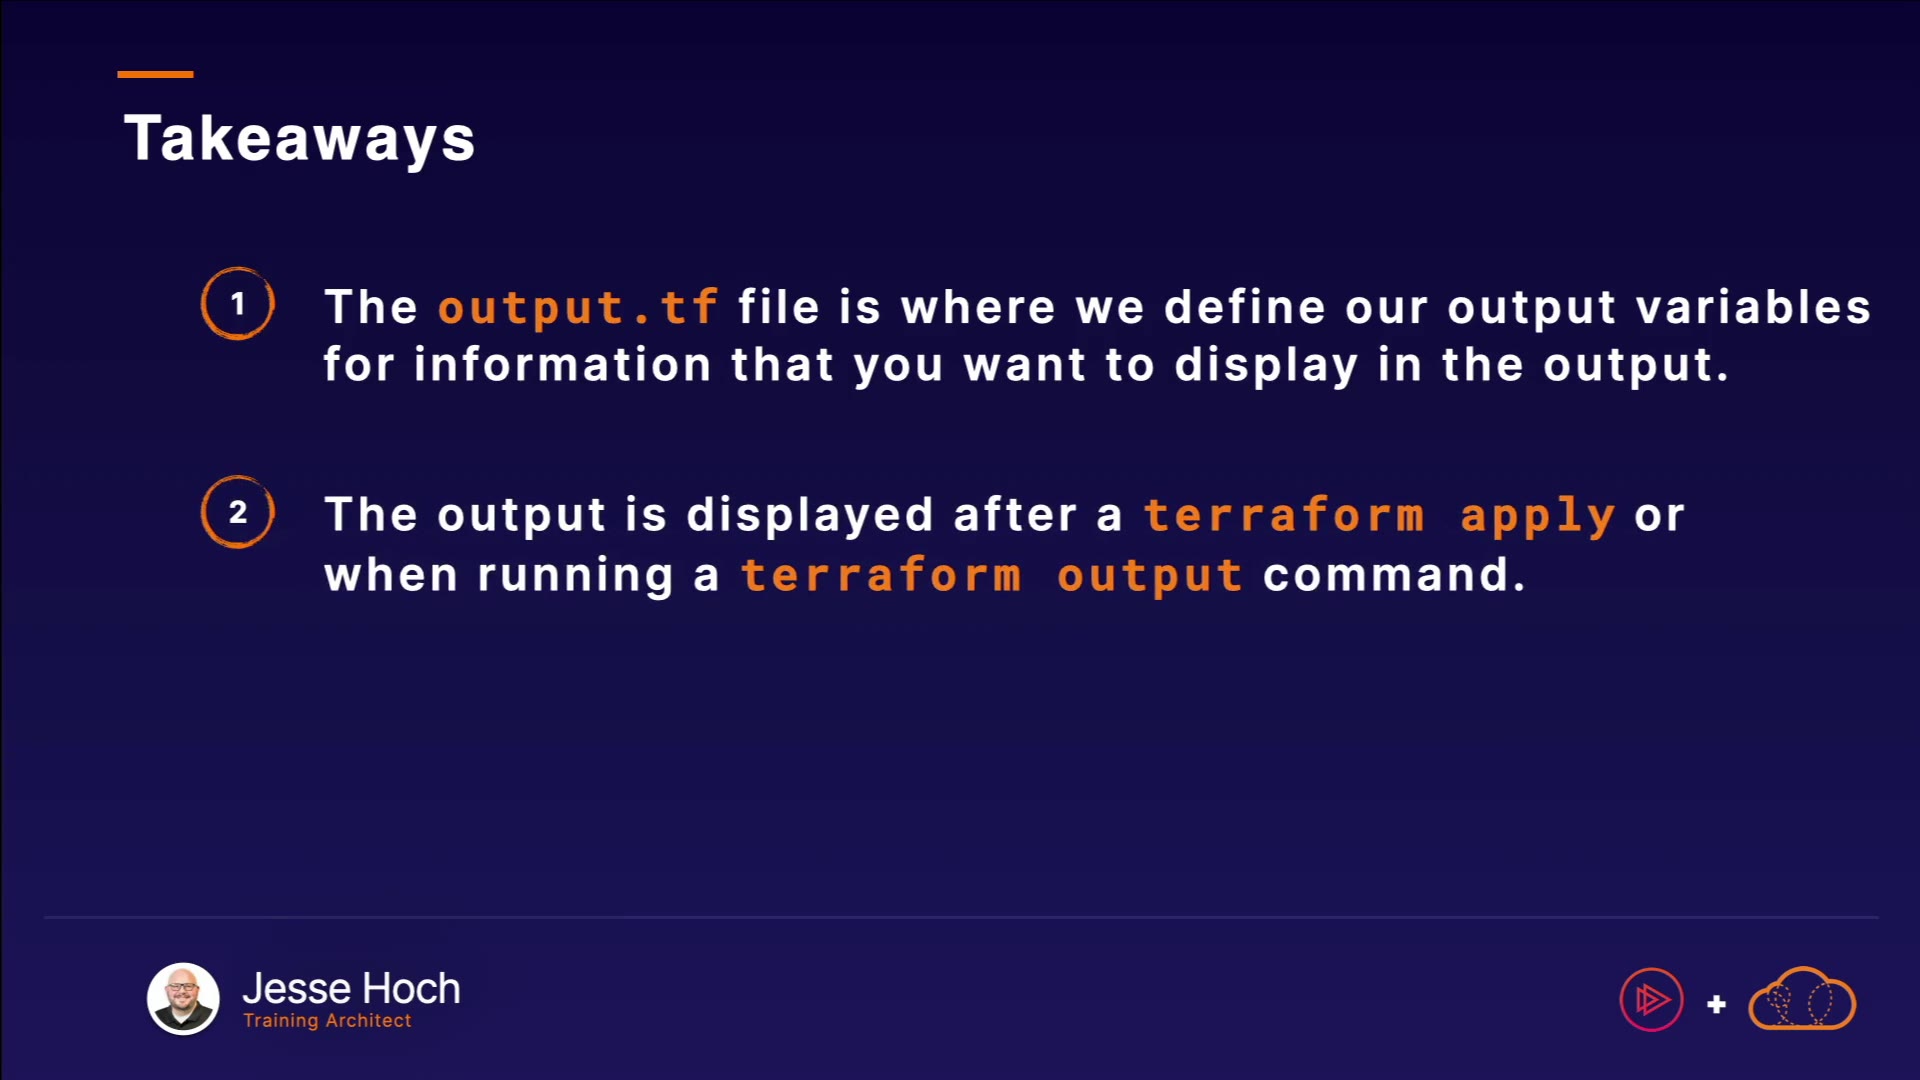 Takeaways
1
The output.tf file is where we define our output variables
for information that you want to display in the output.
2
The output is displayed after a terraform apply or
when running a terraform output command.
Jesse Hoch
Training Architect